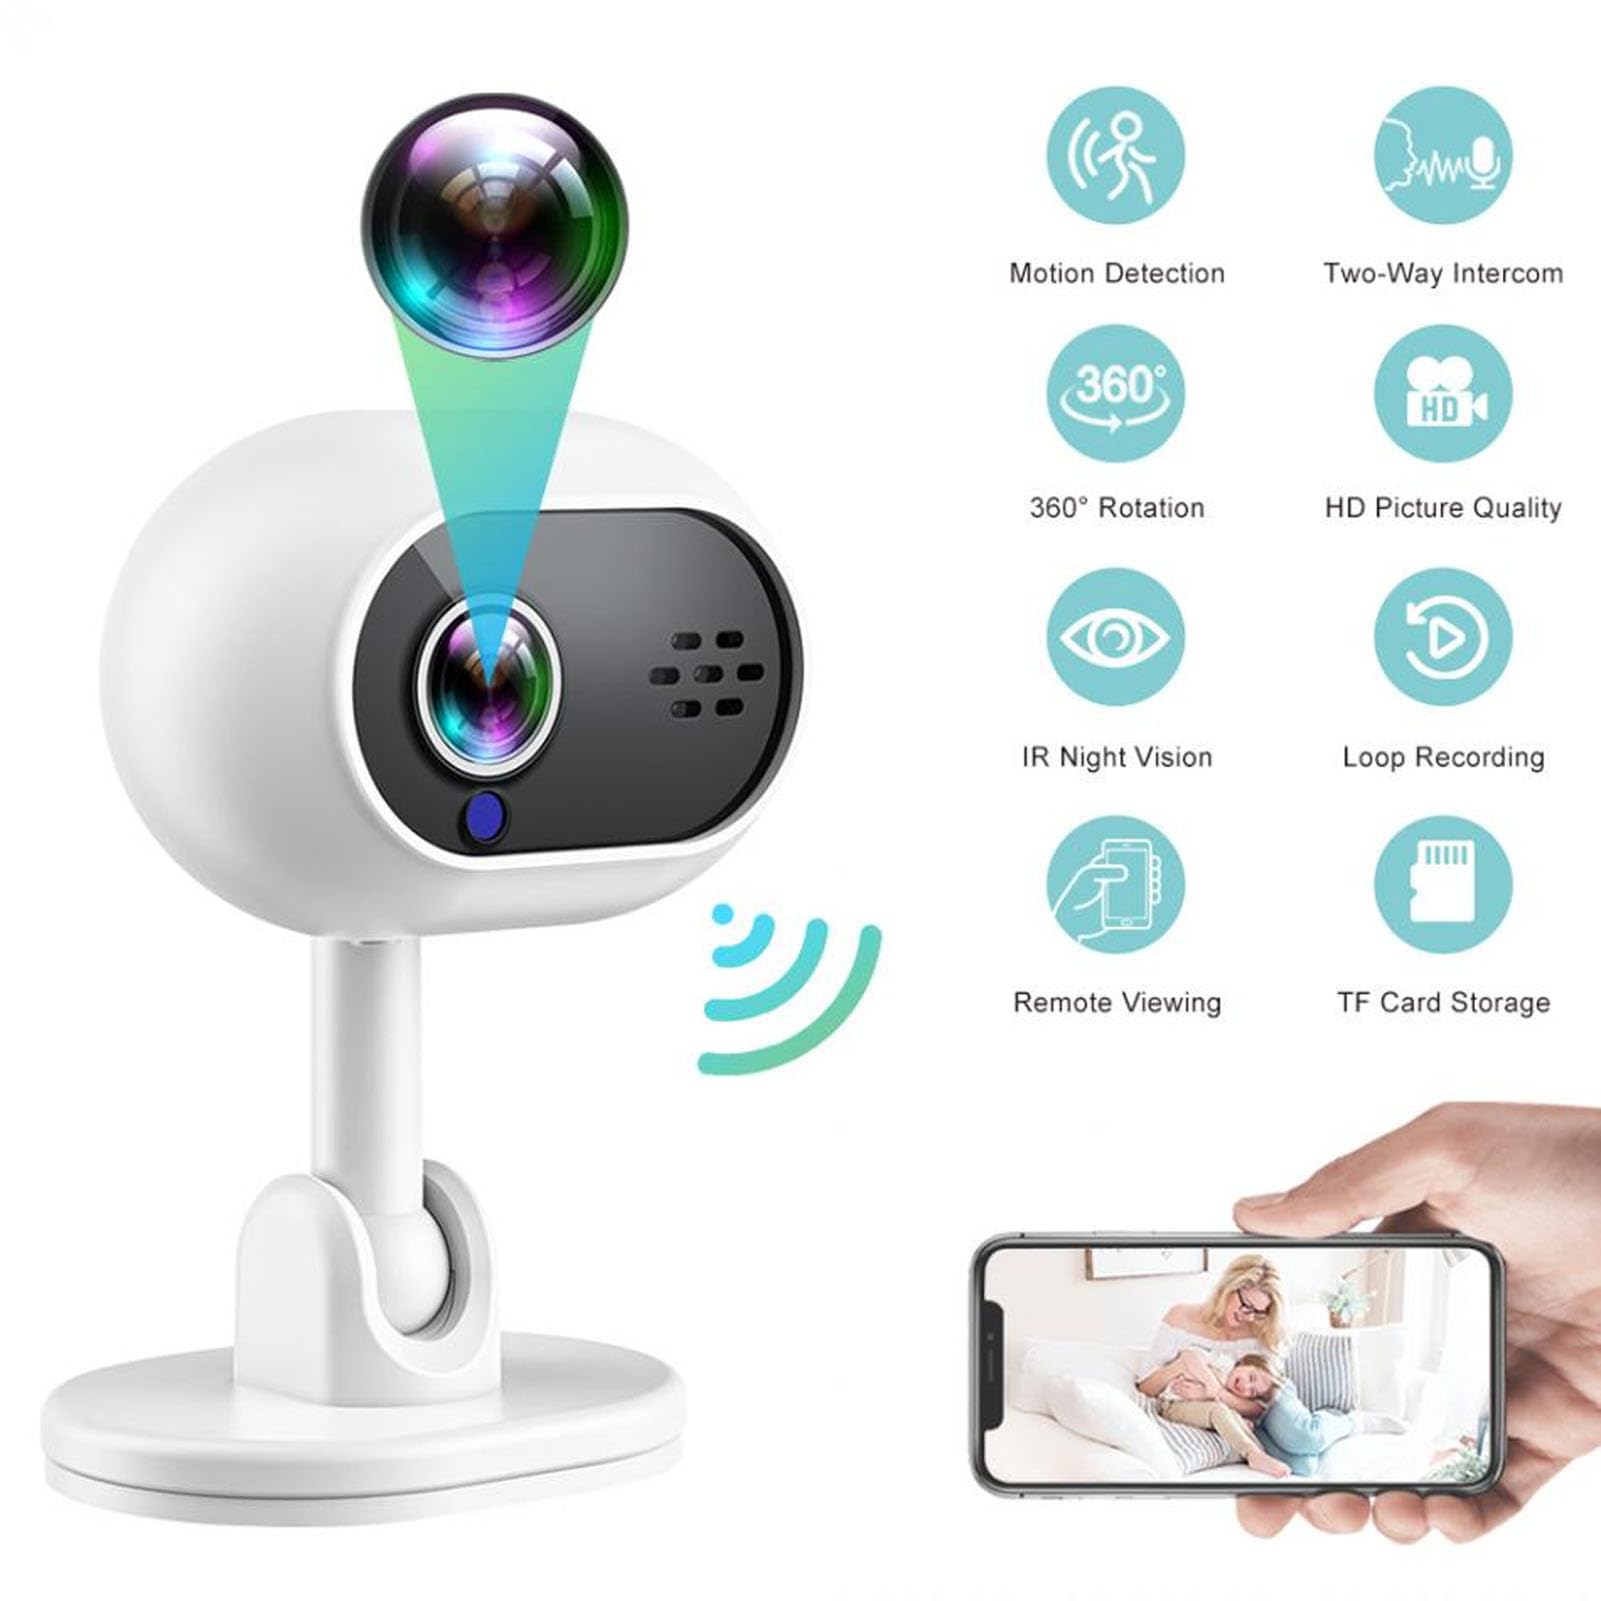 Motion Detection
Two-Way Intercom
360°
360° Rotation
HD
HD Picture Quality
IR Night Vision
Loop Recording
Remote Viewing
TF Card Storage